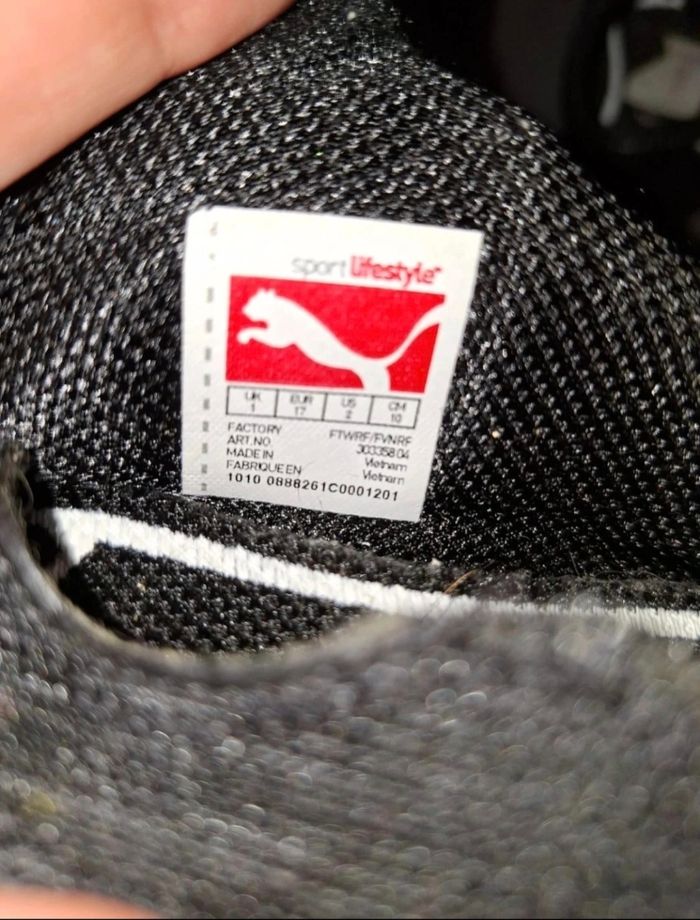 sport lifestyle
UK EUR US CM
1 17 2 10
FACTORY FTWRF/FVNRF
ART.NO. 303358 04
MADE IN Vietnam
FABRIQUE EN Vietnam
1010 0888261C0001201